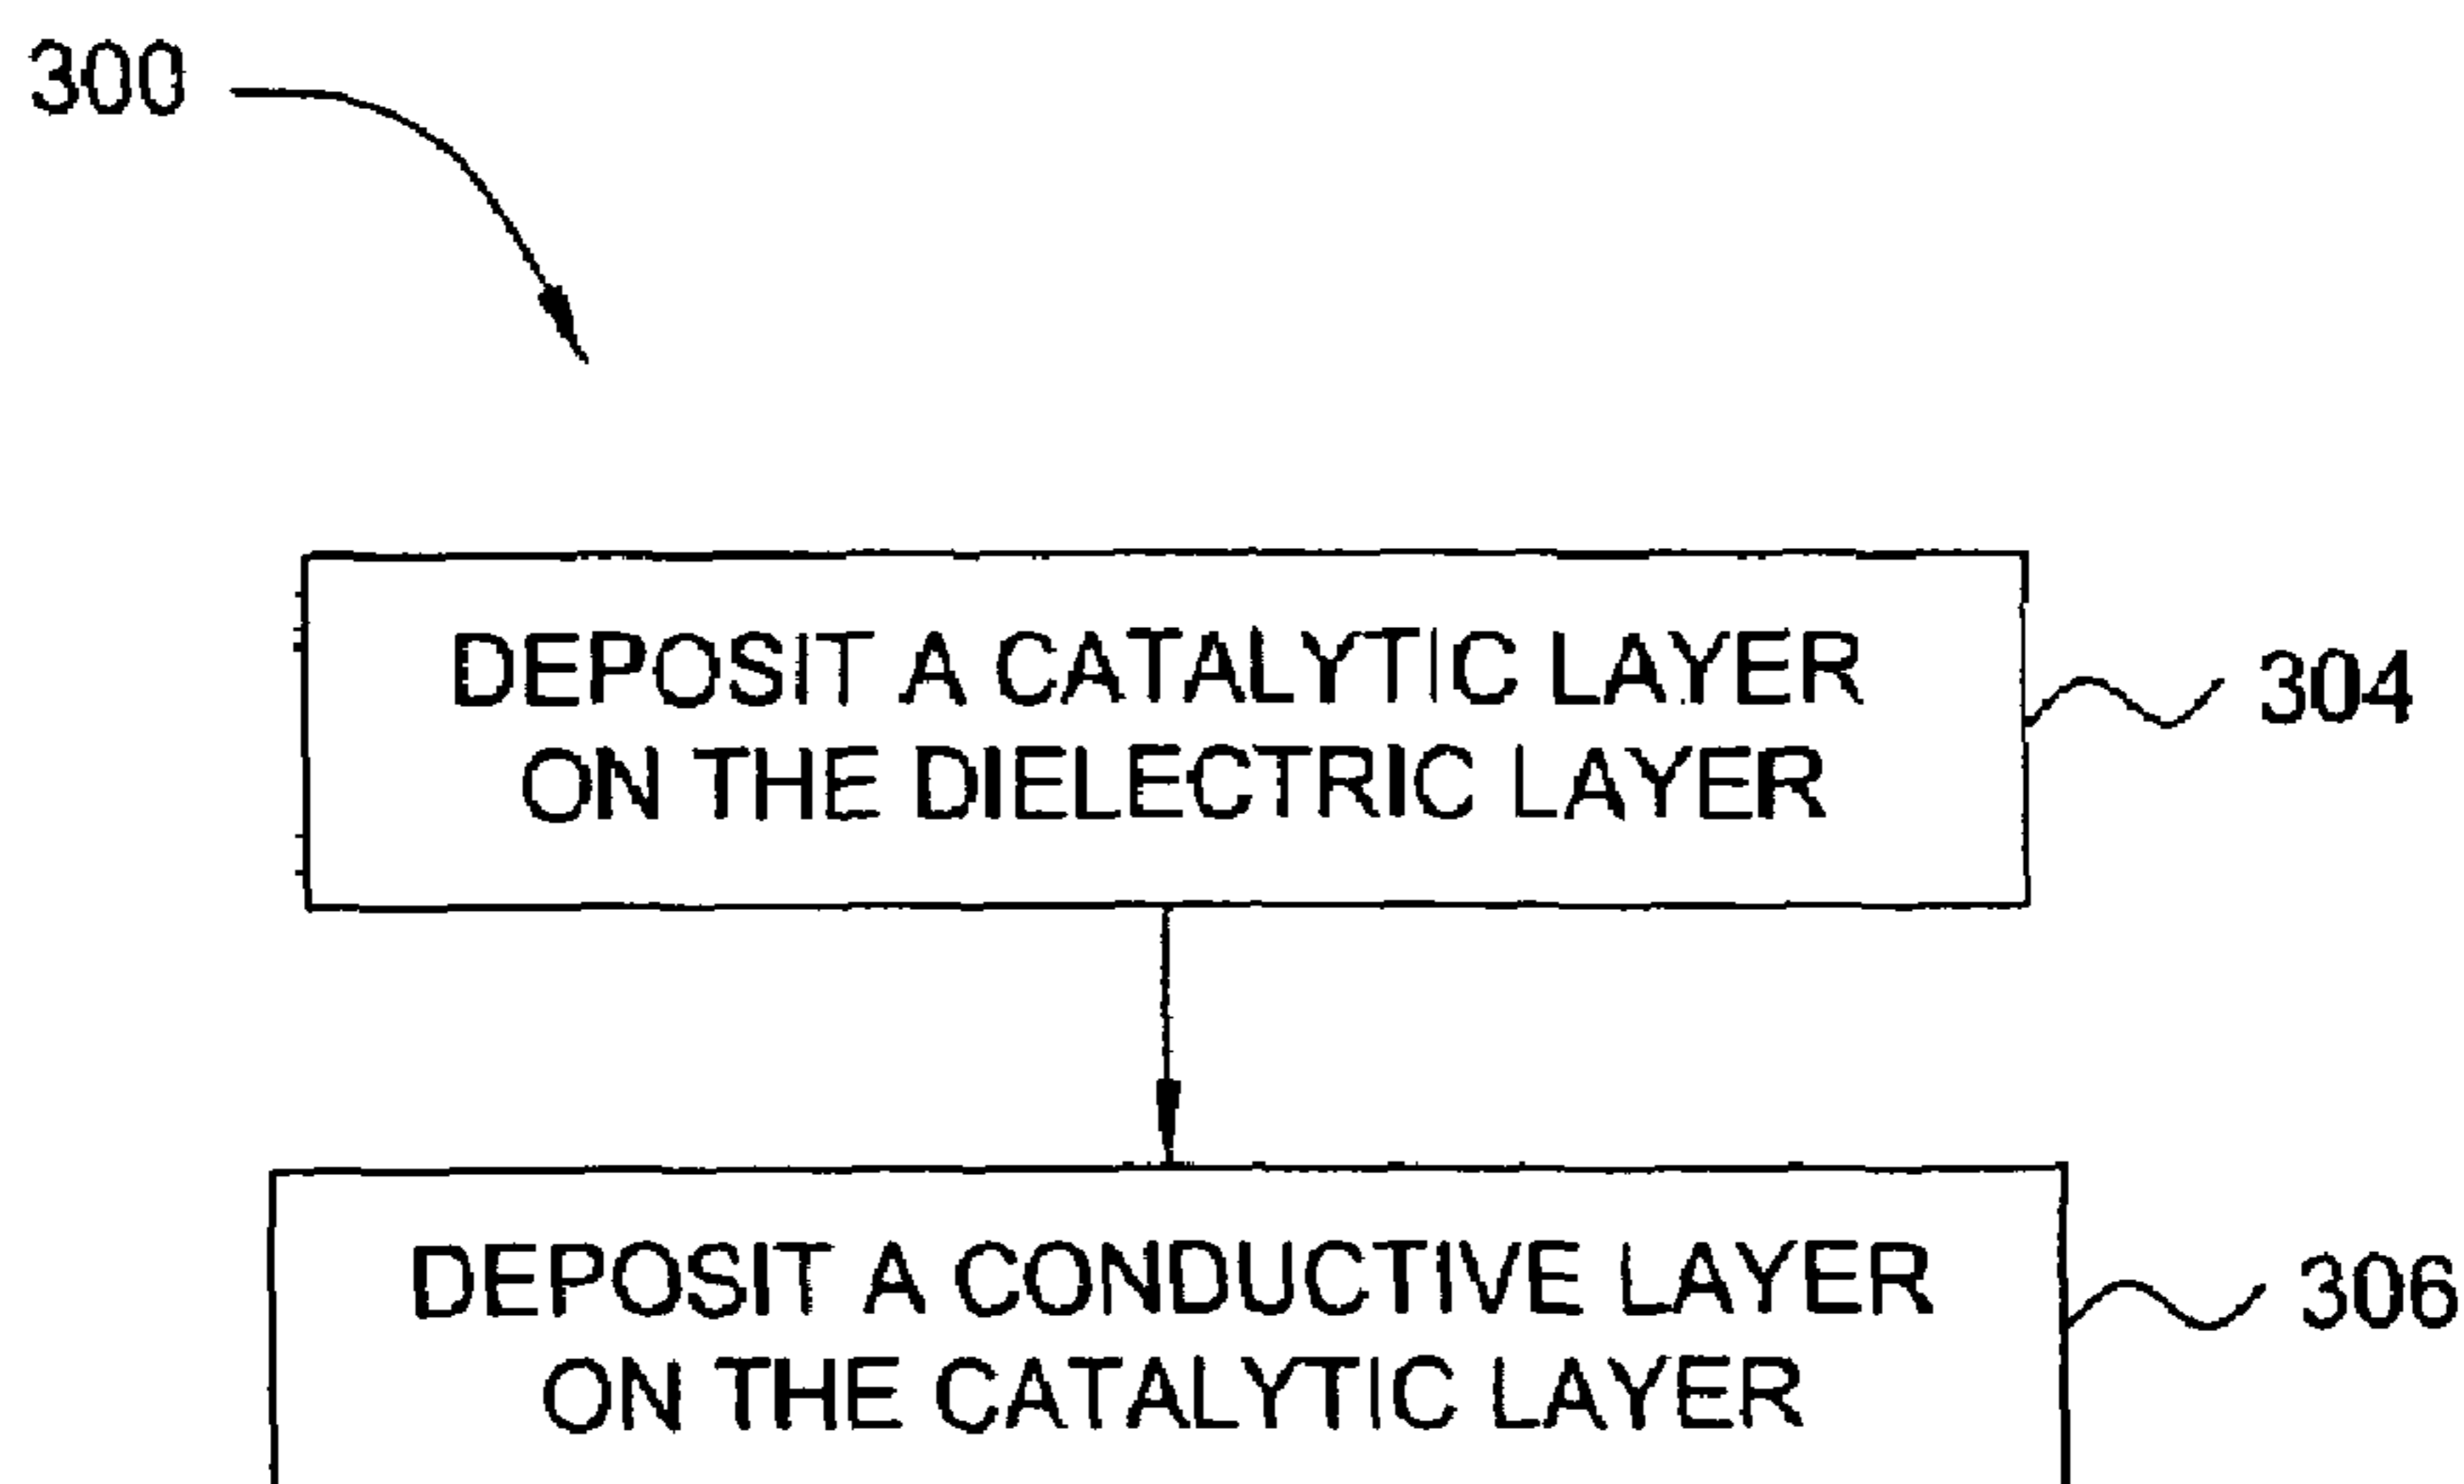 300
DEPOSIT A CATALYTIC LAYER
ON THE DIELECTRIC LAYER
304
DEPOSIT A CONDUCTIVE LAYER
ON THE CATALYTIC LAYER
306